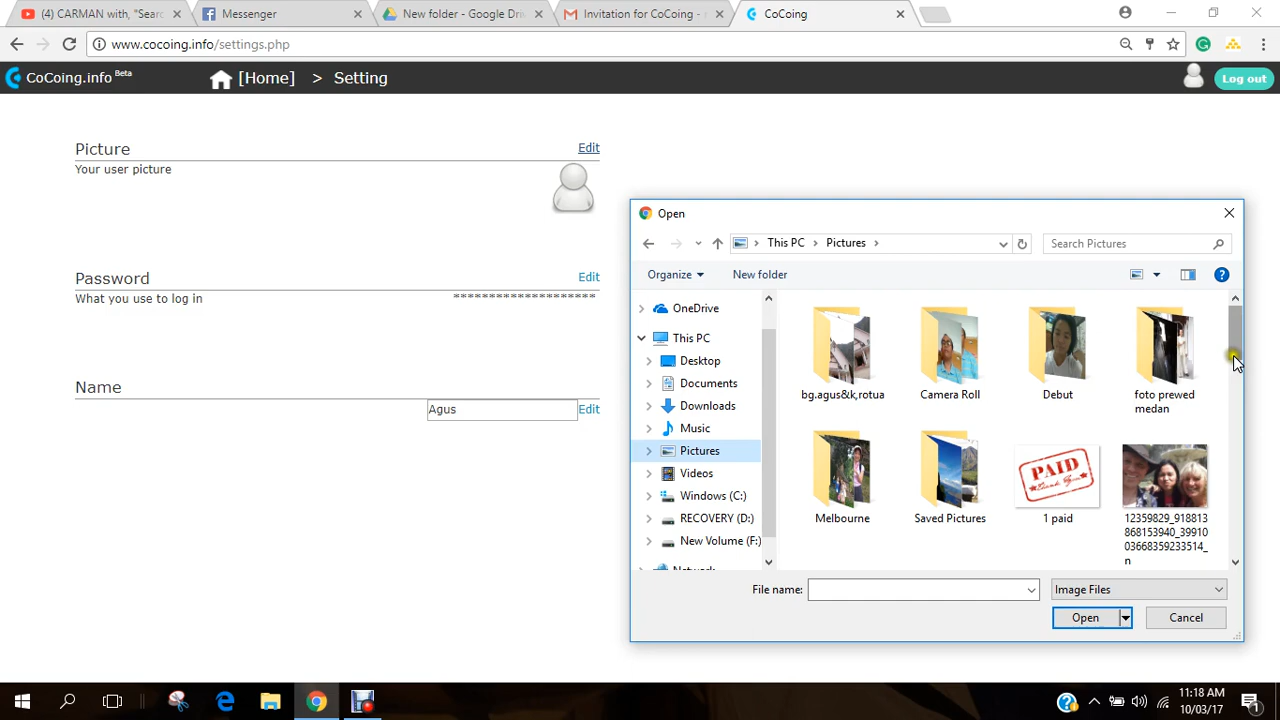 (4) CARMAN with, "Searc
Messenger
New folder - Google Driv
Invitation for CoCoing -
CoCoing
www.cocoing.info/settings.php
CoCoing.info Beta
[Home] > Setting
Log out
Picture
Edit
Your user picture
Password
Edit
What you use to log in
********************
Name
Agus
Edit
Open
This PC > Pictures >
Search Pictures
Organize
New folder
OneDrive
This PC
Desktop
Documents
Downloads
Music
Pictures
Videos
Windows (C:)
RECOVERY (D:)
New Volume (F:)
Network
bg.agus&k,rotua
Camera Roll
Debut
foto prewed
medan
Melbourne
Saved Pictures
PAID
1 paid
12359829_918813
868153940_39910
03668359233514_
n
File name:
Image Files
Open
Cancel
11:18 AM
10/03/17
1